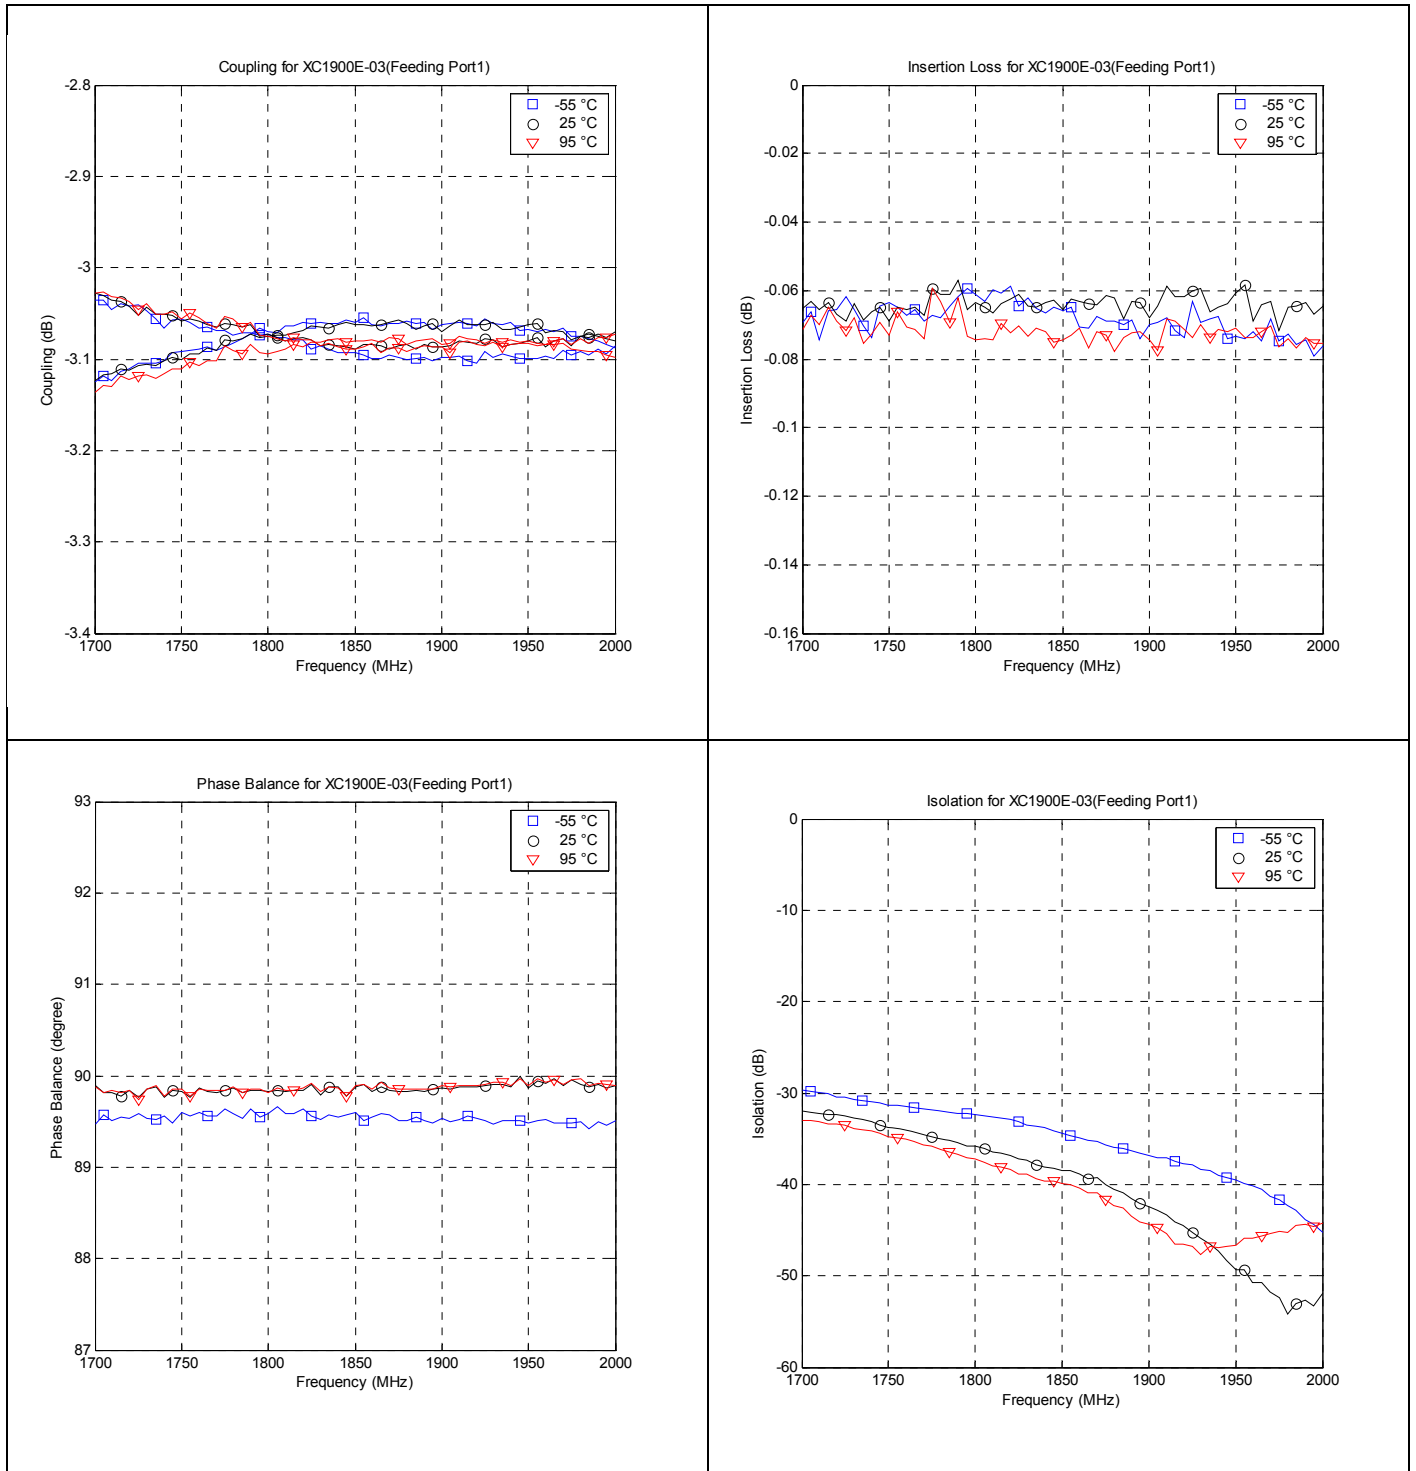 Coupling for XC1900E-03(Feeding Port1)
-2.8
-2.9
-3
-3.1
-3.2
-3.3
-3.4
Coupling (dB)
-55 °C
25 °C
95 °C
1700 1750 1800 1850 1900 1950 2000
Frequency (MHz)
Insertion Loss for XC1900E-03(Feeding Port1)
0
-0.02
-0.04
-0.06
-0.08
-0.1
-0.12
-0.14
-0.16
Insertion Loss (dB)
-55 °C
25 °C
95 °C
1700 1750 1800 1850 1900 1950 2000
Frequency (MHz)
Phase Balance for XC1900E-03(Feeding Port1)
93
92
91
90
89
88
87
Phase Balance (degree)
-55 °C
25 °C
95 °C
1700 1750 1800 1850 1900 1950 2000
Frequency (MHz)
Isolation for XC1900E-03(Feeding Port1)
0
-10
-20
-30
-40
-50
-60
Isolation (dB)
-55 °C
25 °C
95 °C
1700 1750 1800 1850 1900 1950 2000
Frequency (MHz)